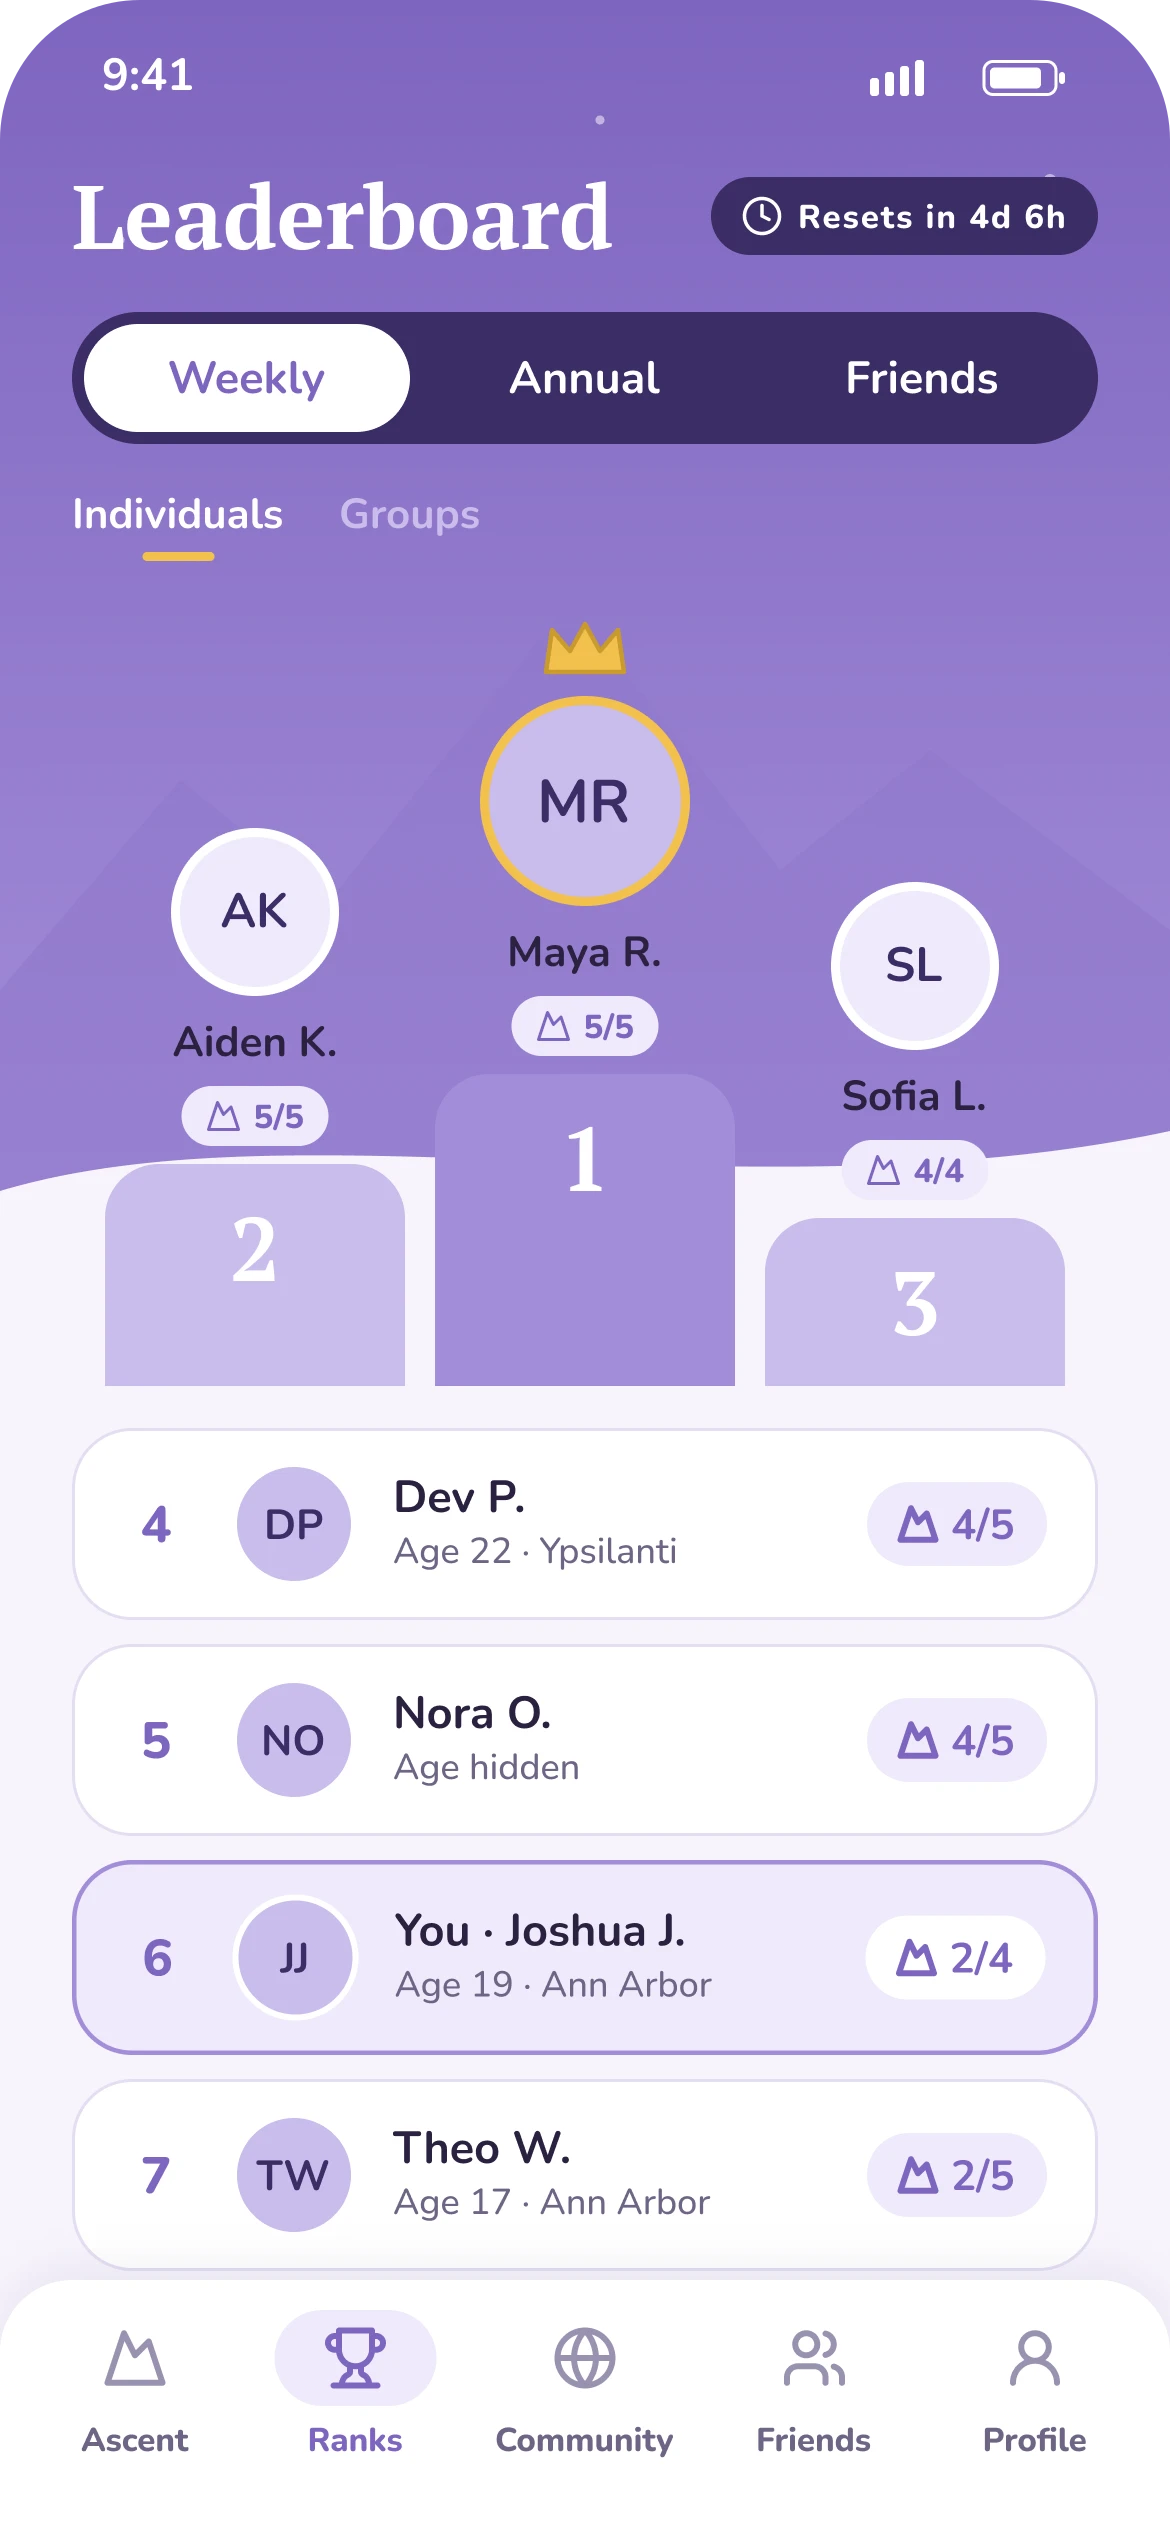 9:41
Leaderboard
Resets in 4d 6h
Weekly
Annual
Friends
Individuals
Groups
MR
Maya R.
5/5
1
AK
Aiden K.
5/5
2
SL
Sofia L.
4/4
3
4
DP
Dev P.
Age 22 · Ypsilanti
4/5
5
NO
Nora O.
Age hidden
4/5
6
JJ
You · Joshua J.
Age 19 · Ann Arbor
2/4
7
TW
Theo W.
Age 17 · Ann Arbor
2/5
Ascent
Ranks
Community
Friends
Profile